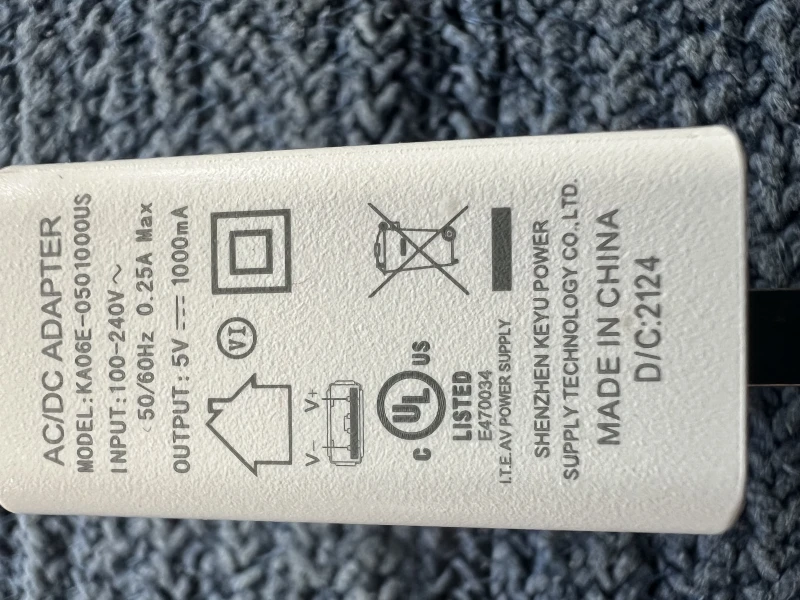 AC/DC ADAPTER
MODEL:KA06E-0501000US
INPUT:100-240V~
50/60Hz 0.25A Max
OUTPUT: 5V⎓1000mA
VI
V- V+
C UL US
LISTED
E470034
I.T.E. AV POWER SUPPLY
SHENZHEN KEYU POWER
SUPPLY TECHNOLOGY CO.,LTD.
MADE IN CHINA
D/C:2124